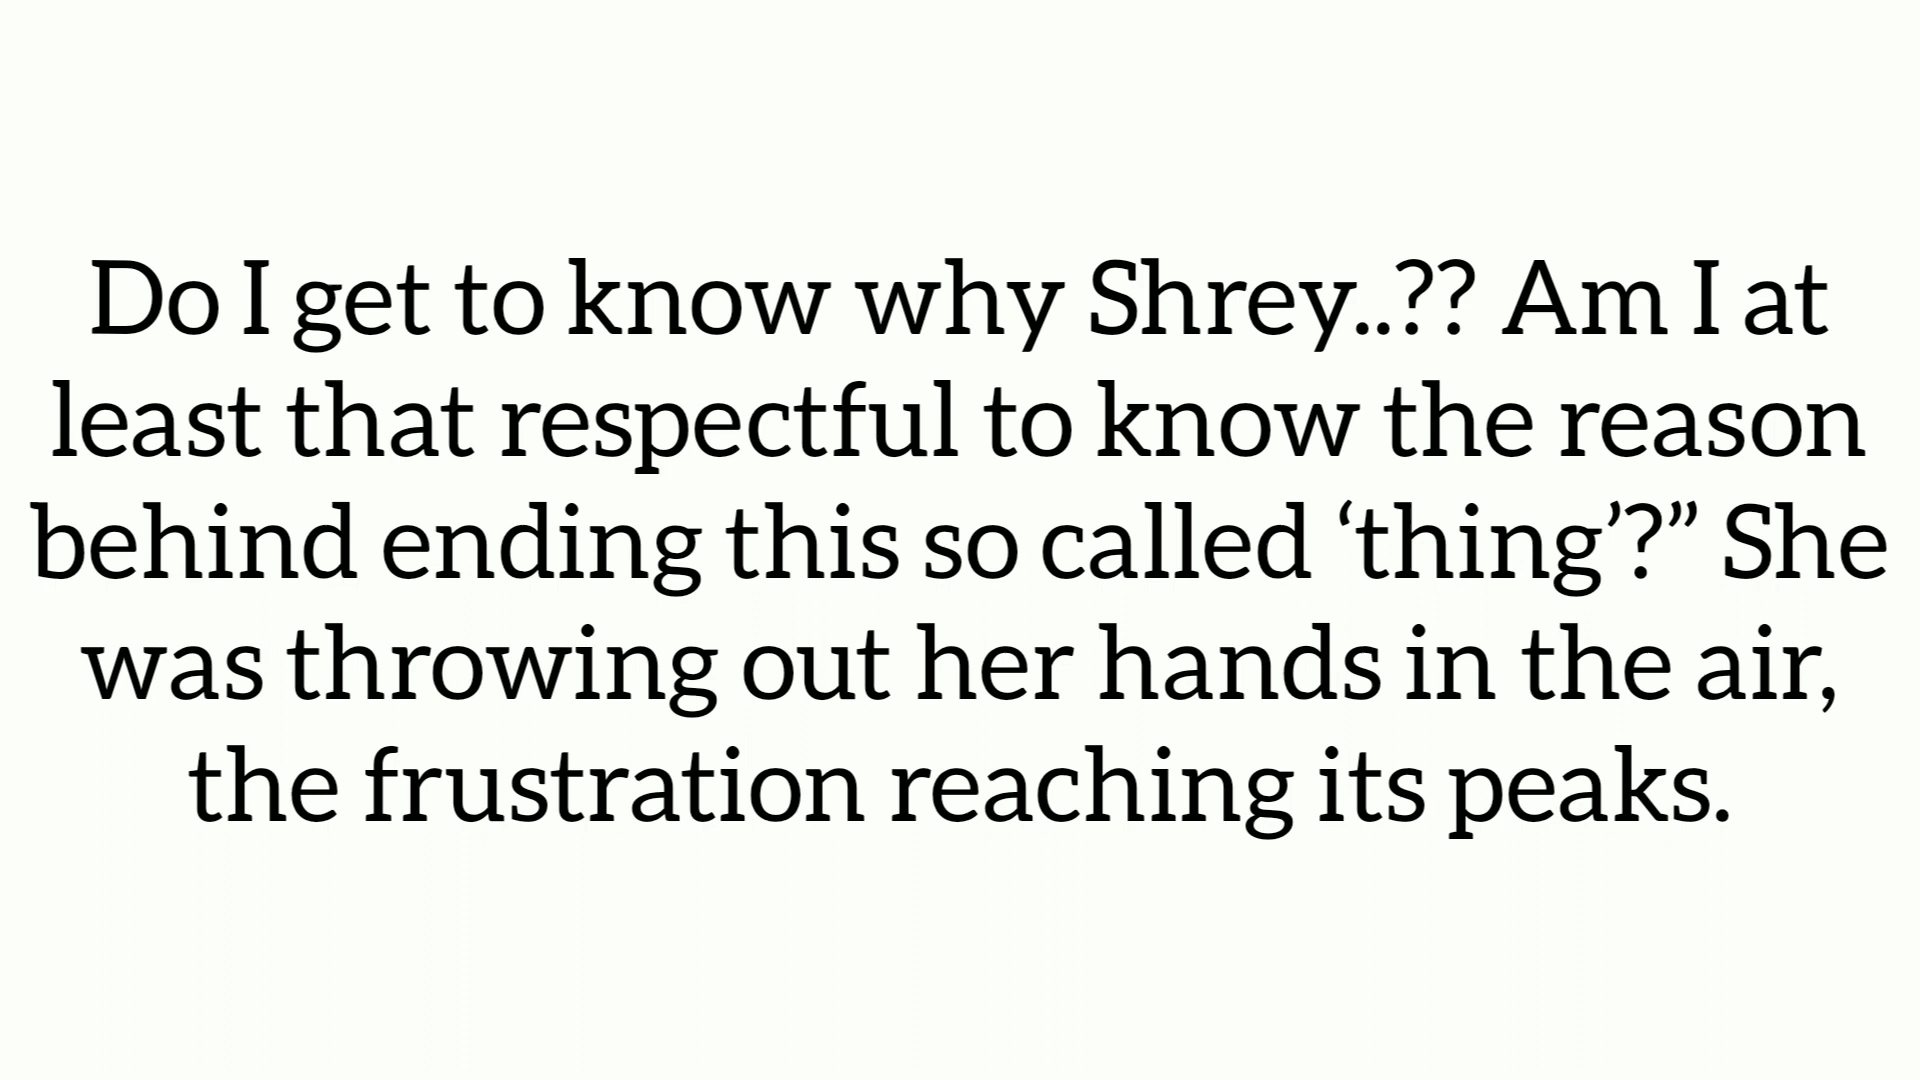 Do I get to know why Shrey..?? Am I at
least that respectful to know the reason
behind ending this so called ‘thing’?” She
was throwing out her hands in the air,
the frustration reaching its peaks.